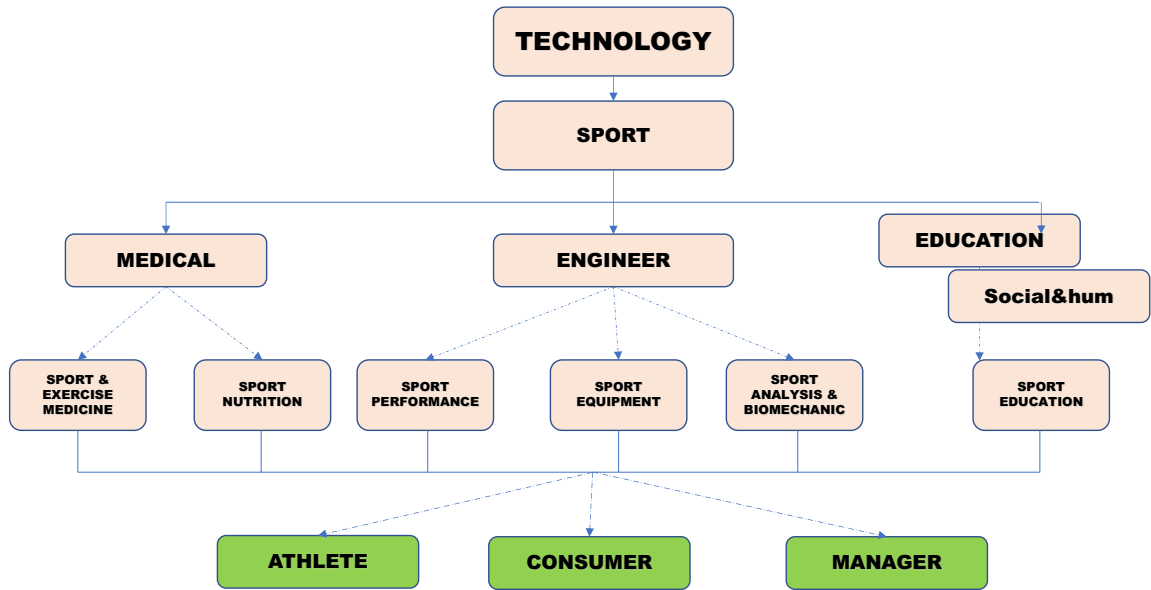 TECHNOLOGY
SPORT
MEDICAL
ENGINEER
EDUCATION
Social&hum
SPORT &
EXERCISE
MEDICINE
SPORT
NUTRITION
SPORT
PERFORMANCE
SPORT
EQUIPMENT
SPORT
ANALYSIS &
BIOMECHANIC
SPORT
EDUCATION
ATHLETE
CONSUMER
MANAGER